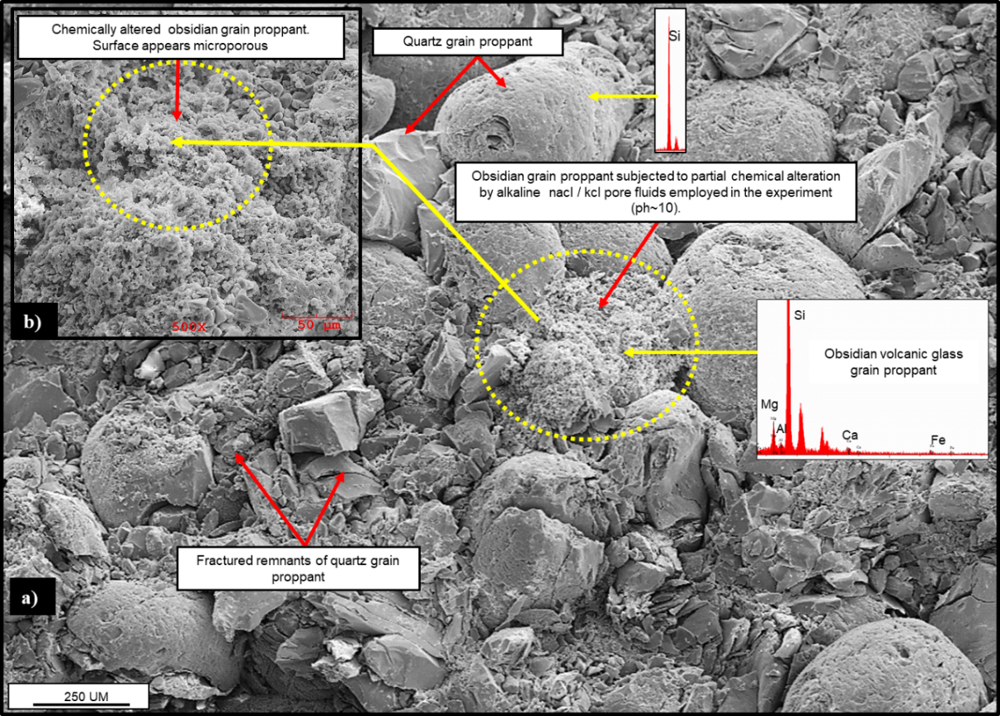 Chemically altered obsidian grain proppant.
Surface appears microporous
Quartz grain proppant
Si
Obsidian grain proppant subjected to partial chemical alteration
by alkaline nacl / kcl pore fluids employed in the experiment
(ph~10).
b)
500X
50 μm
Si
Obsidian volcanic glass
grain proppant
Mg
Al
Ca
Fe
Fractured remnants of quartz grain
proppant
a)
250 UM